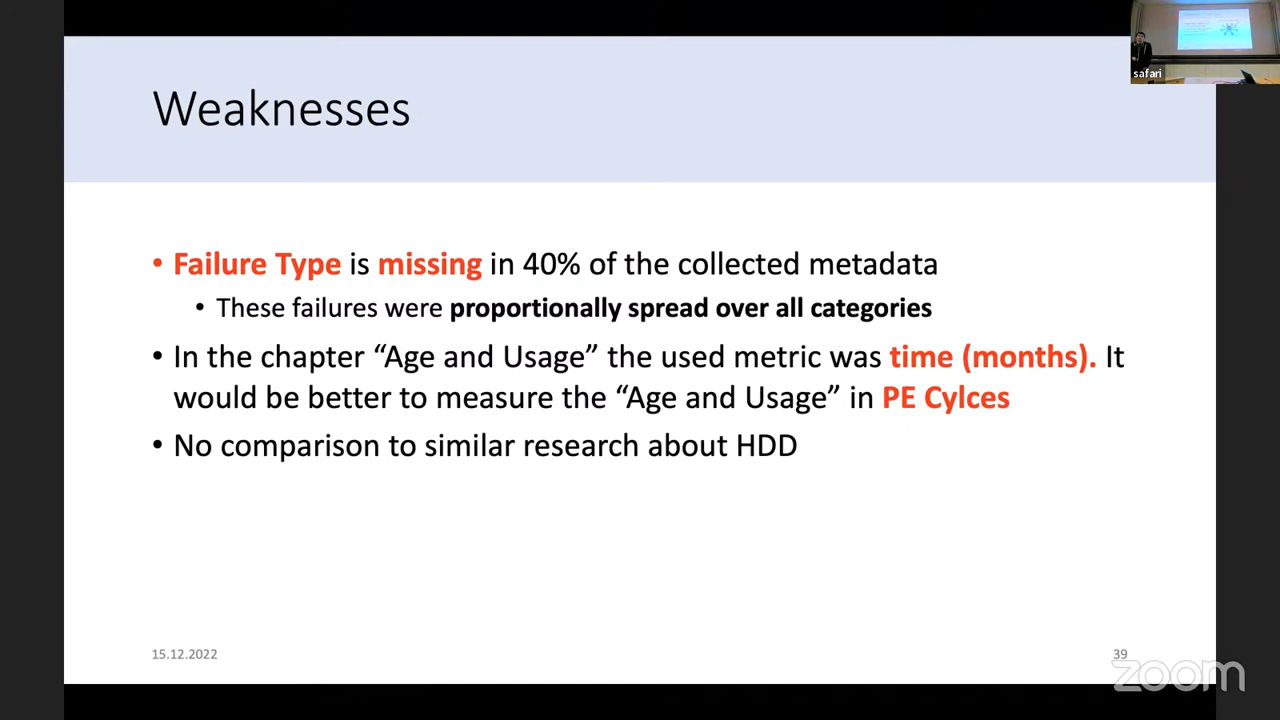 safari
Weaknesses
• Failure Type is missing in 40% of the collected metadata
• These failures were proportionally spread over all categories
• In the chapter “Age and Usage” the used metric was time (months). It
would be better to measure the “Age and Usage” in PE Cylces
• No comparison to similar research about HDD
15.12.2022
39
zoom